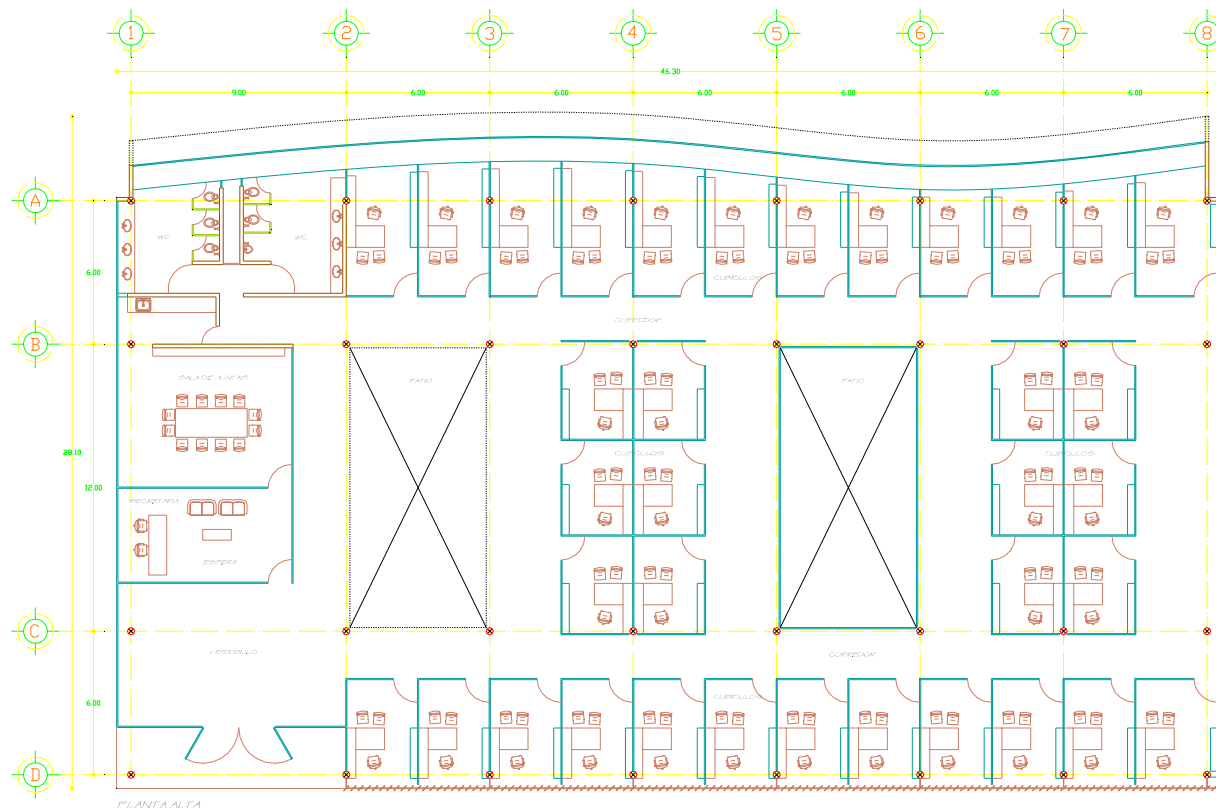 1 2 3 4 5 6 7 8
46.30
9.00 6.00 6.00 6.00 6.00 6.00 6.00
A
WC WC
6.00
CUBICULOS
CORREDOR
B
SALA DE JUNTAS PATIO PATIO
28.10
CUBICULOS CUBICULOS
12.00
SECRETARIA
ESPERA
C
VESTIBULO CORREDOR
CUBICULOS
6.00
D
PLANTA ALTA